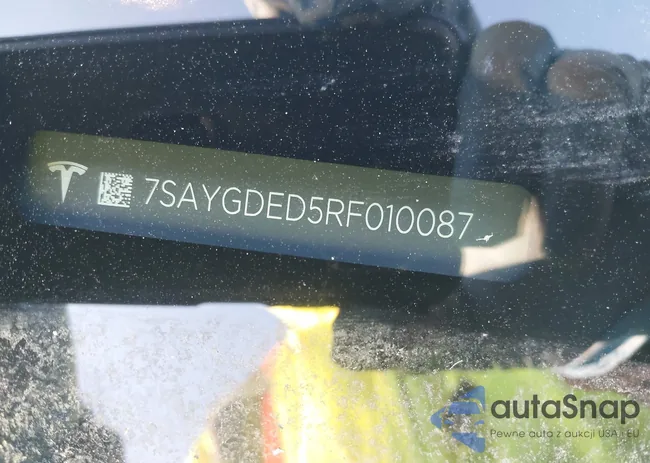 7SAYGDED5RF010087
autaSnap
Pewne auta z aukcji USA i EU